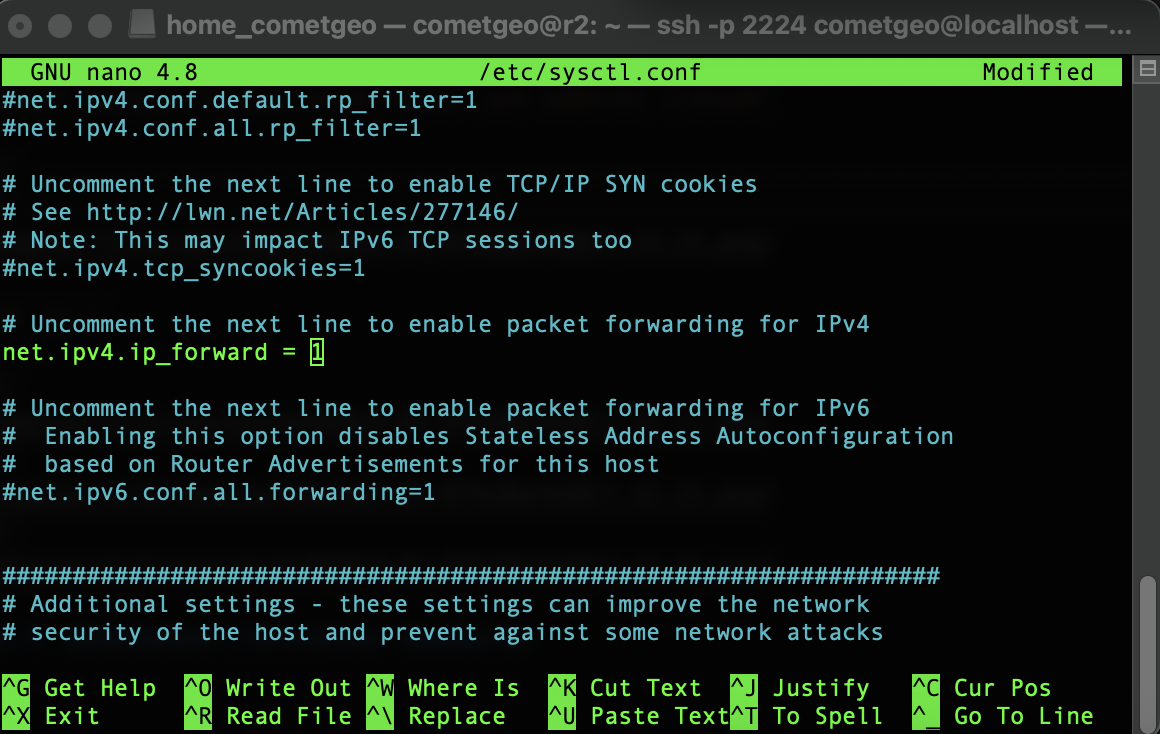 home_cometgeo — cometgeo@r2: ~ — ssh -p 2224 cometgeo@localhost —...
GNU nano 4.8 /etc/sysctl.conf Modified
#net.ipv4.conf.default.rp_filter=1
#net.ipv4.conf.all.rp_filter=1
# Uncomment the next line to enable TCP/IP SYN cookies
# See http://lwn.net/Articles/277146/
# Note: This may impact IPv6 TCP sessions too
#net.ipv4.tcp_syncookies=1
# Uncomment the next line to enable packet forwarding for IPv4
net.ipv4.ip_forward = 1
# Uncomment the next line to enable packet forwarding for IPv6
#  Enabling this option disables Stateless Address Autoconfiguration
#  based on Router Advertisements for this host
#net.ipv6.conf.all.forwarding=1
###################################################################
# Additional settings - these settings can improve the network
# security of the host and prevent against some network attacks
^G Get Help ^O Write Out ^W Where Is ^K Cut Text ^J Justify ^C Cur Pos
^X Exit ^R Read File ^\ Replace ^U Paste Text ^T To Spell ^_ Go To Line